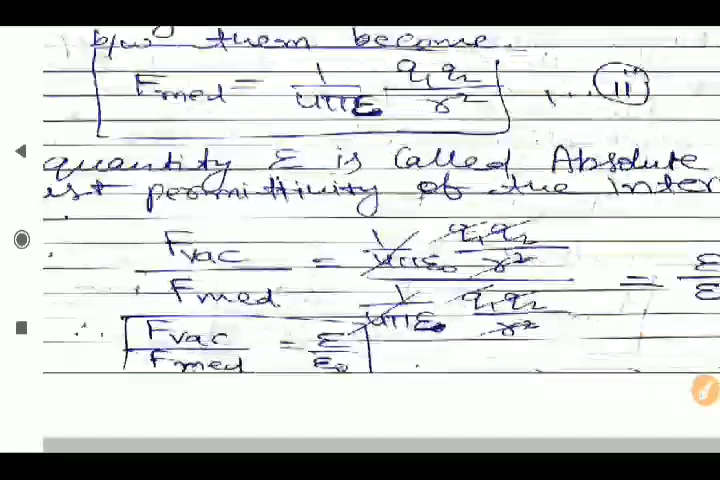 b/w them become
Fmed = 1/4πε q₁q₂/r² ... (ii)
quantity ε is called Absolute
permittivity of the Inter
Fvac/Fmed = (1/4πε₀ q₁q₂/r²)/(1/4πε q₁q₂/r²) = ε/ε
∴ Fvac/Fmed = ε/ε₀